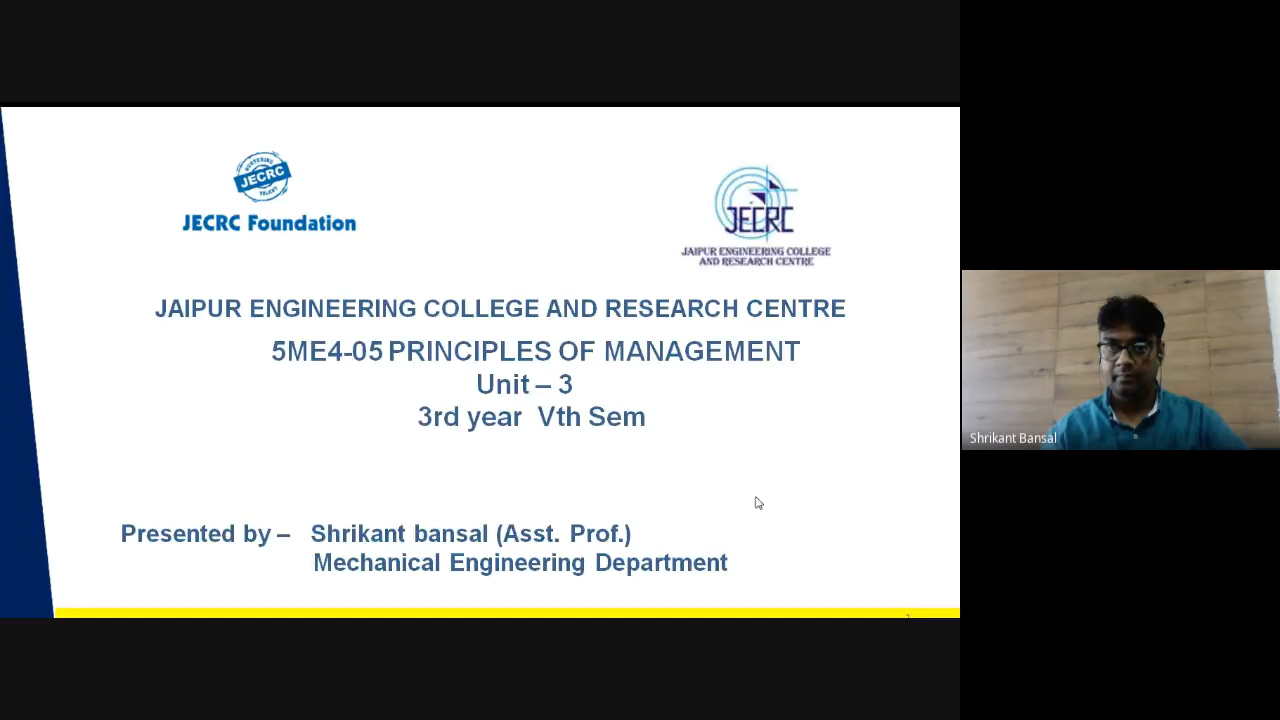 NURTURING
JECRC
TALENT
JECRC Foundation
JECRC
JAIPUR ENGINEERING COLLEGE
AND RESEARCH CENTRE
JAIPUR ENGINEERING COLLEGE AND RESEARCH CENTRE
5ME4-05 PRINCIPLES OF MANAGEMENT
Unit – 3
3rd year Vth Sem
Presented by – Shrikant bansal (Asst. Prof.)
Mechanical Engineering Department
Shrikant Bansal